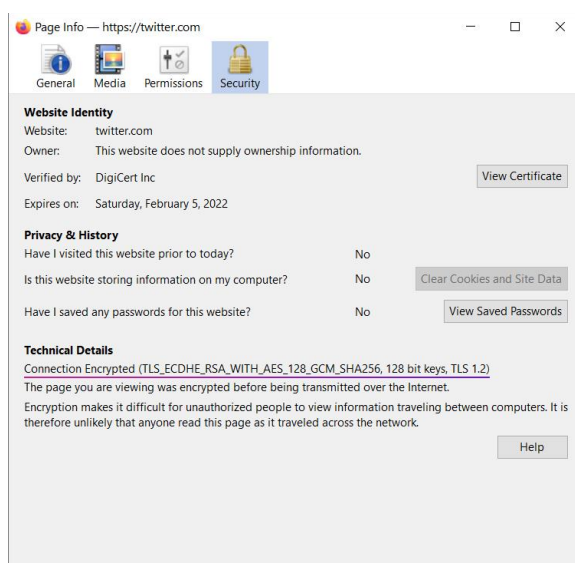 Page Info — https://twitter.com
General Media Permissions Security
Website Identity
Website: twitter.com
Owner: This website does not supply ownership information.
Verified by: DigiCert Inc View Certificate
Expires on: Saturday, February 5, 2022
Privacy & History
Have I visited this website prior to today? No
Is this website storing information on my computer? No Clear Cookies and Site Data
Have I saved any passwords for this website? No View Saved Passwords
Technical Details
Connection Encrypted (TLS_ECDHE_RSA_WITH_AES_128_GCM_SHA256, 128 bit keys, TLS 1.2)
The page you are viewing was encrypted before being transmitted over the Internet.
Encryption makes it difficult for unauthorized people to view information traveling between computers. It is
therefore unlikely that anyone read this page as it traveled across the network.
Help